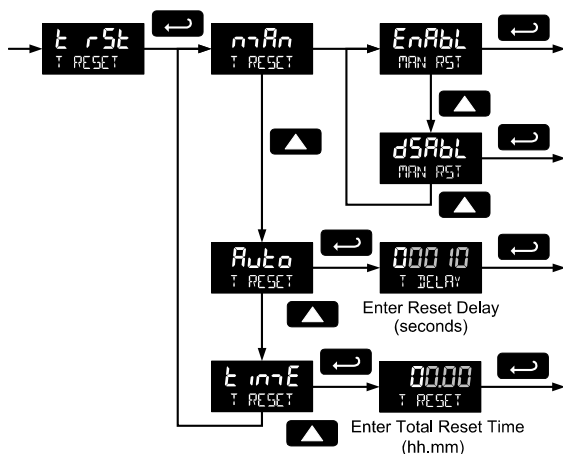 t rSt
T RESET
mAn
T RESET
EnAbL
MAN RST
dSAbL
MAN RST
Auto
T RESET
00010
T DELAY
Enter Reset Delay
(seconds)
timE
T RESET
00.00
T RESET
Enter Total Reset Time
(hh.mm)